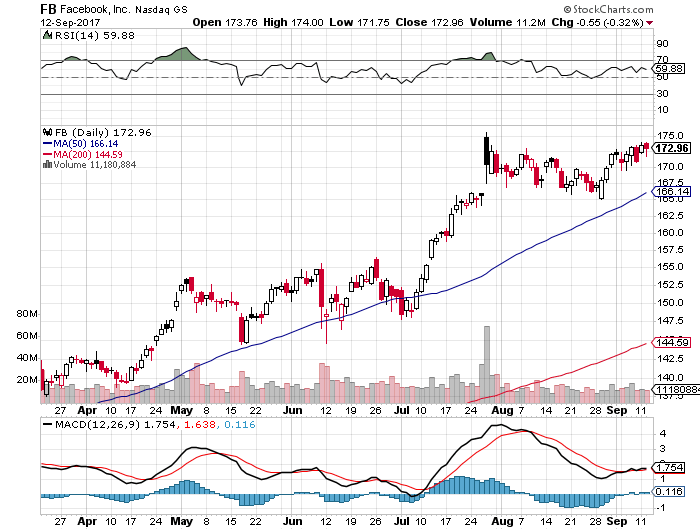 FB Facebook, Inc. Nasdaq GS
© StockCharts.com
12-Sep-2017 Open 173.76 High 174.00 Low 171.75 Close 172.96 Volume 11.2M Chg -0.55 (-0.32%)
RSI(14) 59.88
90
70
59.88
50
30
10
FB (Daily) 172.96
MA(50) 166.14
MA(200) 144.59
Volume 11,180,884
175.0
172.96
170.0
167.5
166.14
165.0
162.5
160.0
157.5
155.0
152.5
150.0
147.5
144.59
142.5
140.0
11180884
137.5
80M
60M
40M
20M
27 Apr 10 17 24 May 8 15 22 Jun 12 19 26 Jul 10 17 24 Aug 7 14 21 28 Sep 11
MACD(12,26,9) 1.754, 1.638, 0.116
4
3
2
1.754
0.116
-1
27 Apr 10 17 24 May 8 15 22 Jun 12 19 26 Jul 10 17 24 Aug 7 14 21 28 Sep 11